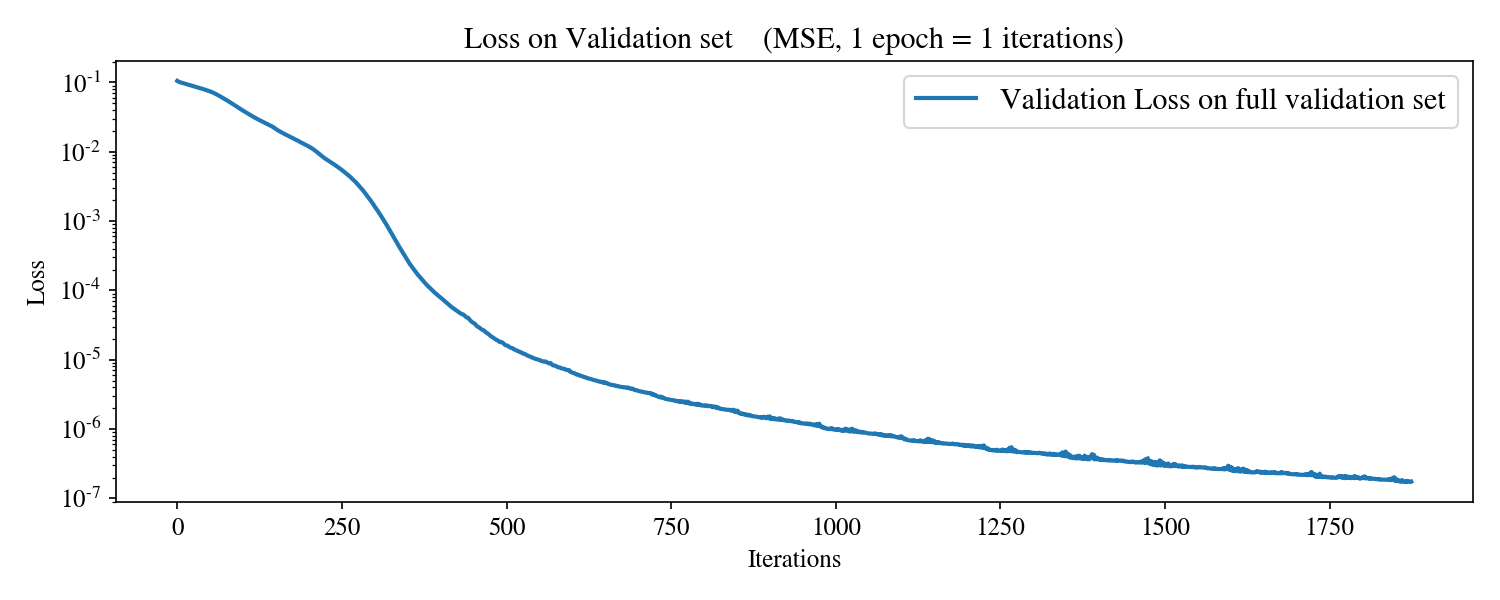 Loss on Validation set (MSE, 1 epoch = 1 iterations)
Validation Loss on full validation set
Loss
10-1
10-2
10-3
10-4
10-5
10-6
10-7
0 250 500 750 1000 1250 1500 1750
Iterations